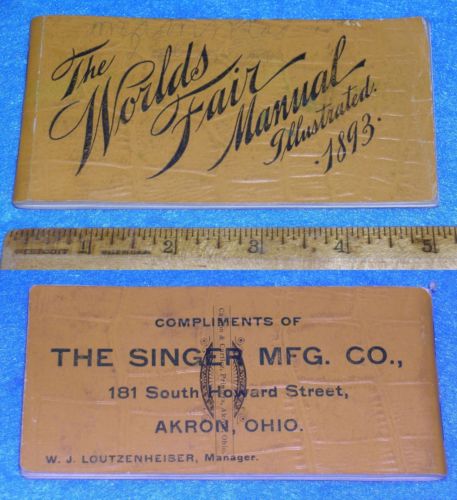 The
Worlds
Fair
Manual
Illustrated.
·1893·
1 2 3 4 5
COMPLIMENTS OF
THE SINGER MFG. CO.,
181 South Howard Street,
AKRON, OHIO.
W. J. LOUTZENHEISER, Manager.